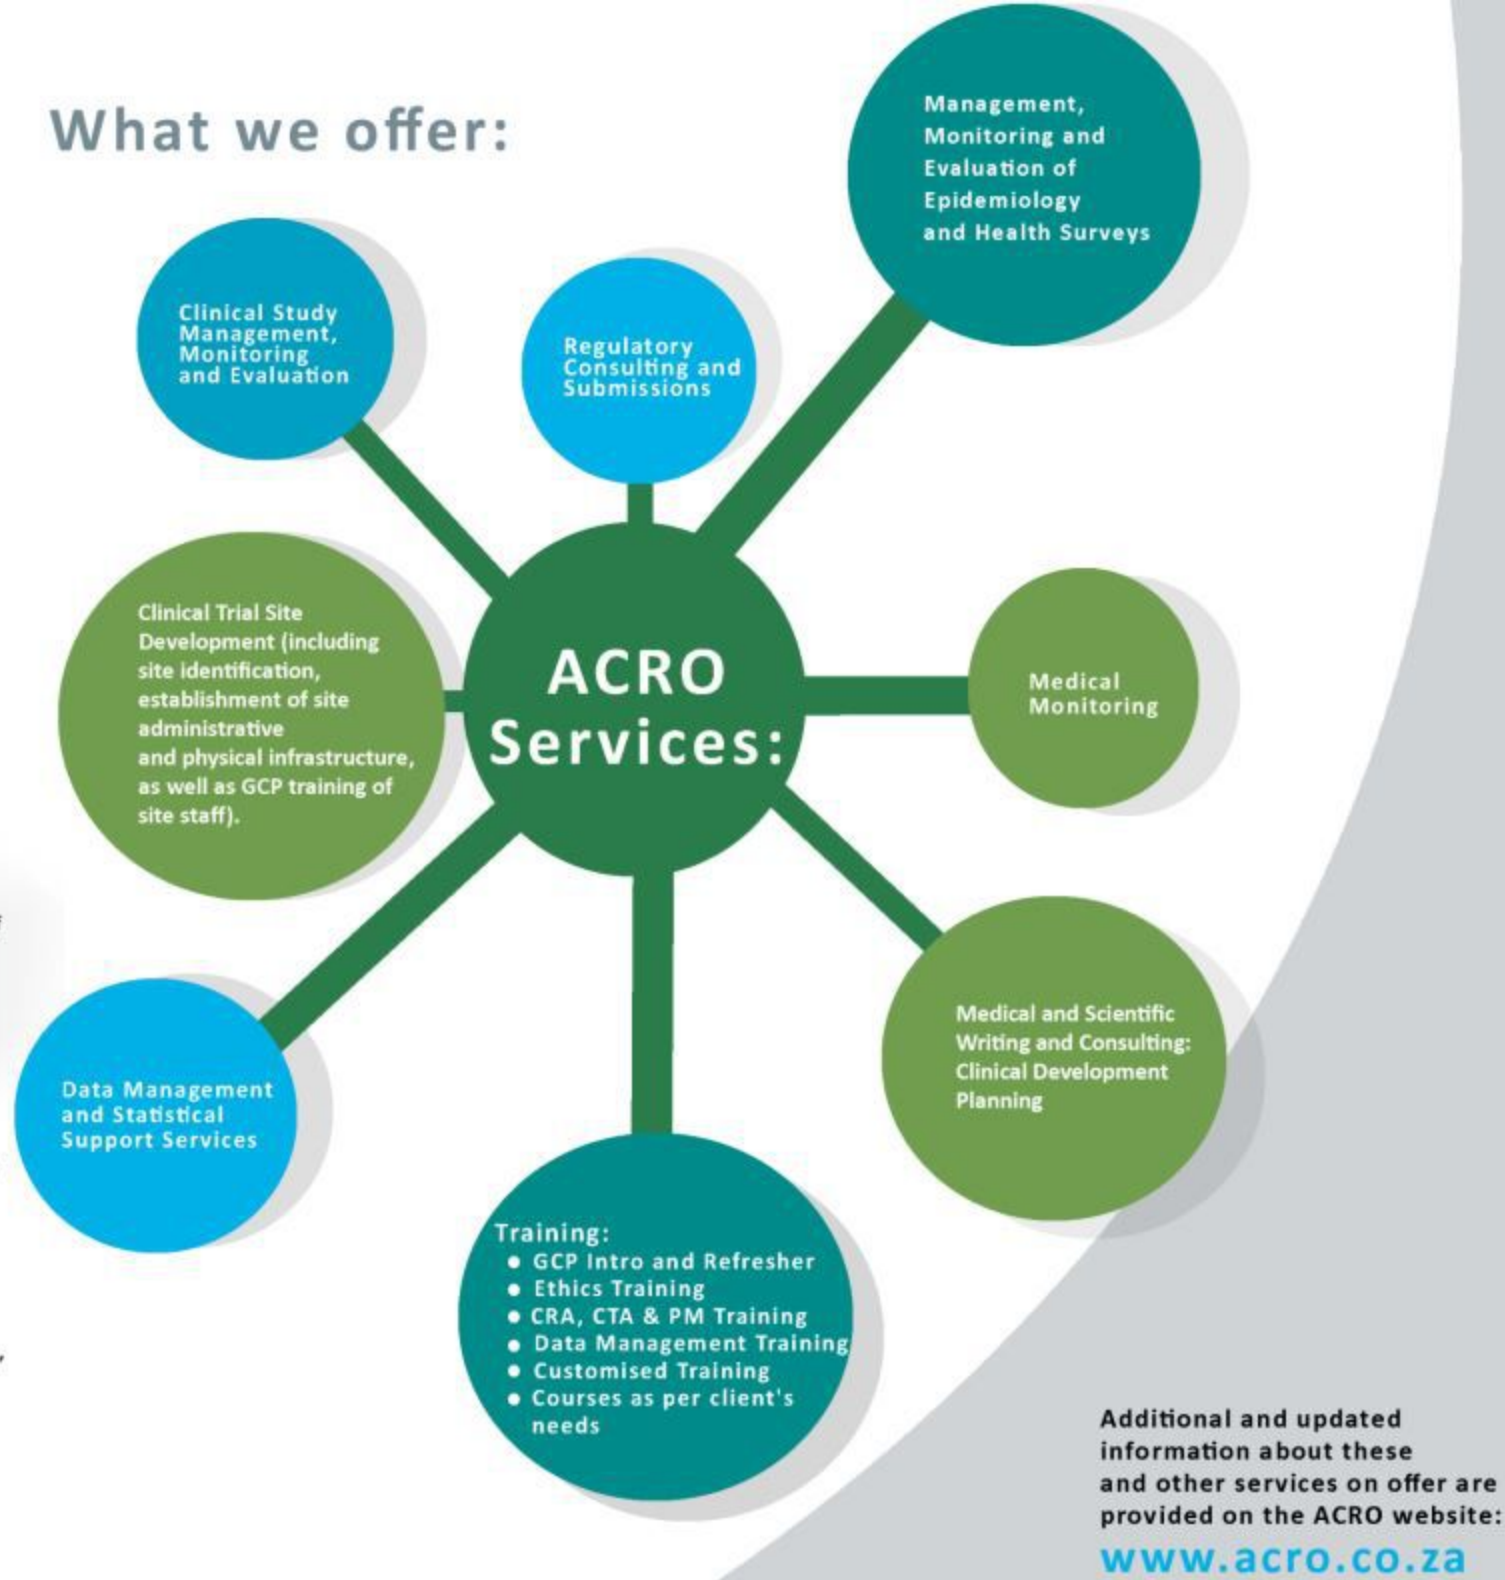 What we offer:
Management,
Monitoring and
Evaluation of
Epidemiology
and Health Surveys
Clinical Study
Management,
Monitoring
and Evaluation
Regulatory
Consulting and
Submissions
Clinical Trial Site
Development (including
site identification,
establishment of site
administrative
and physical infrastructure,
as well as GCP training of
site staff).
ACRO
Services:
Medical
Monitoring
Medical and Scientific
Writing and Consulting:
Clinical Development
Planning
Data Management
and Statistical
Support Services
Training:
● GCP Intro and Refresher
● Ethics Training
● CRA, CTA & PM Training
● Data Management Training
● Customised Training
● Courses as per client's
needs
Additional and updated
information about these
and other services on offer are
provided on the ACRO website:
www.acro.co.za